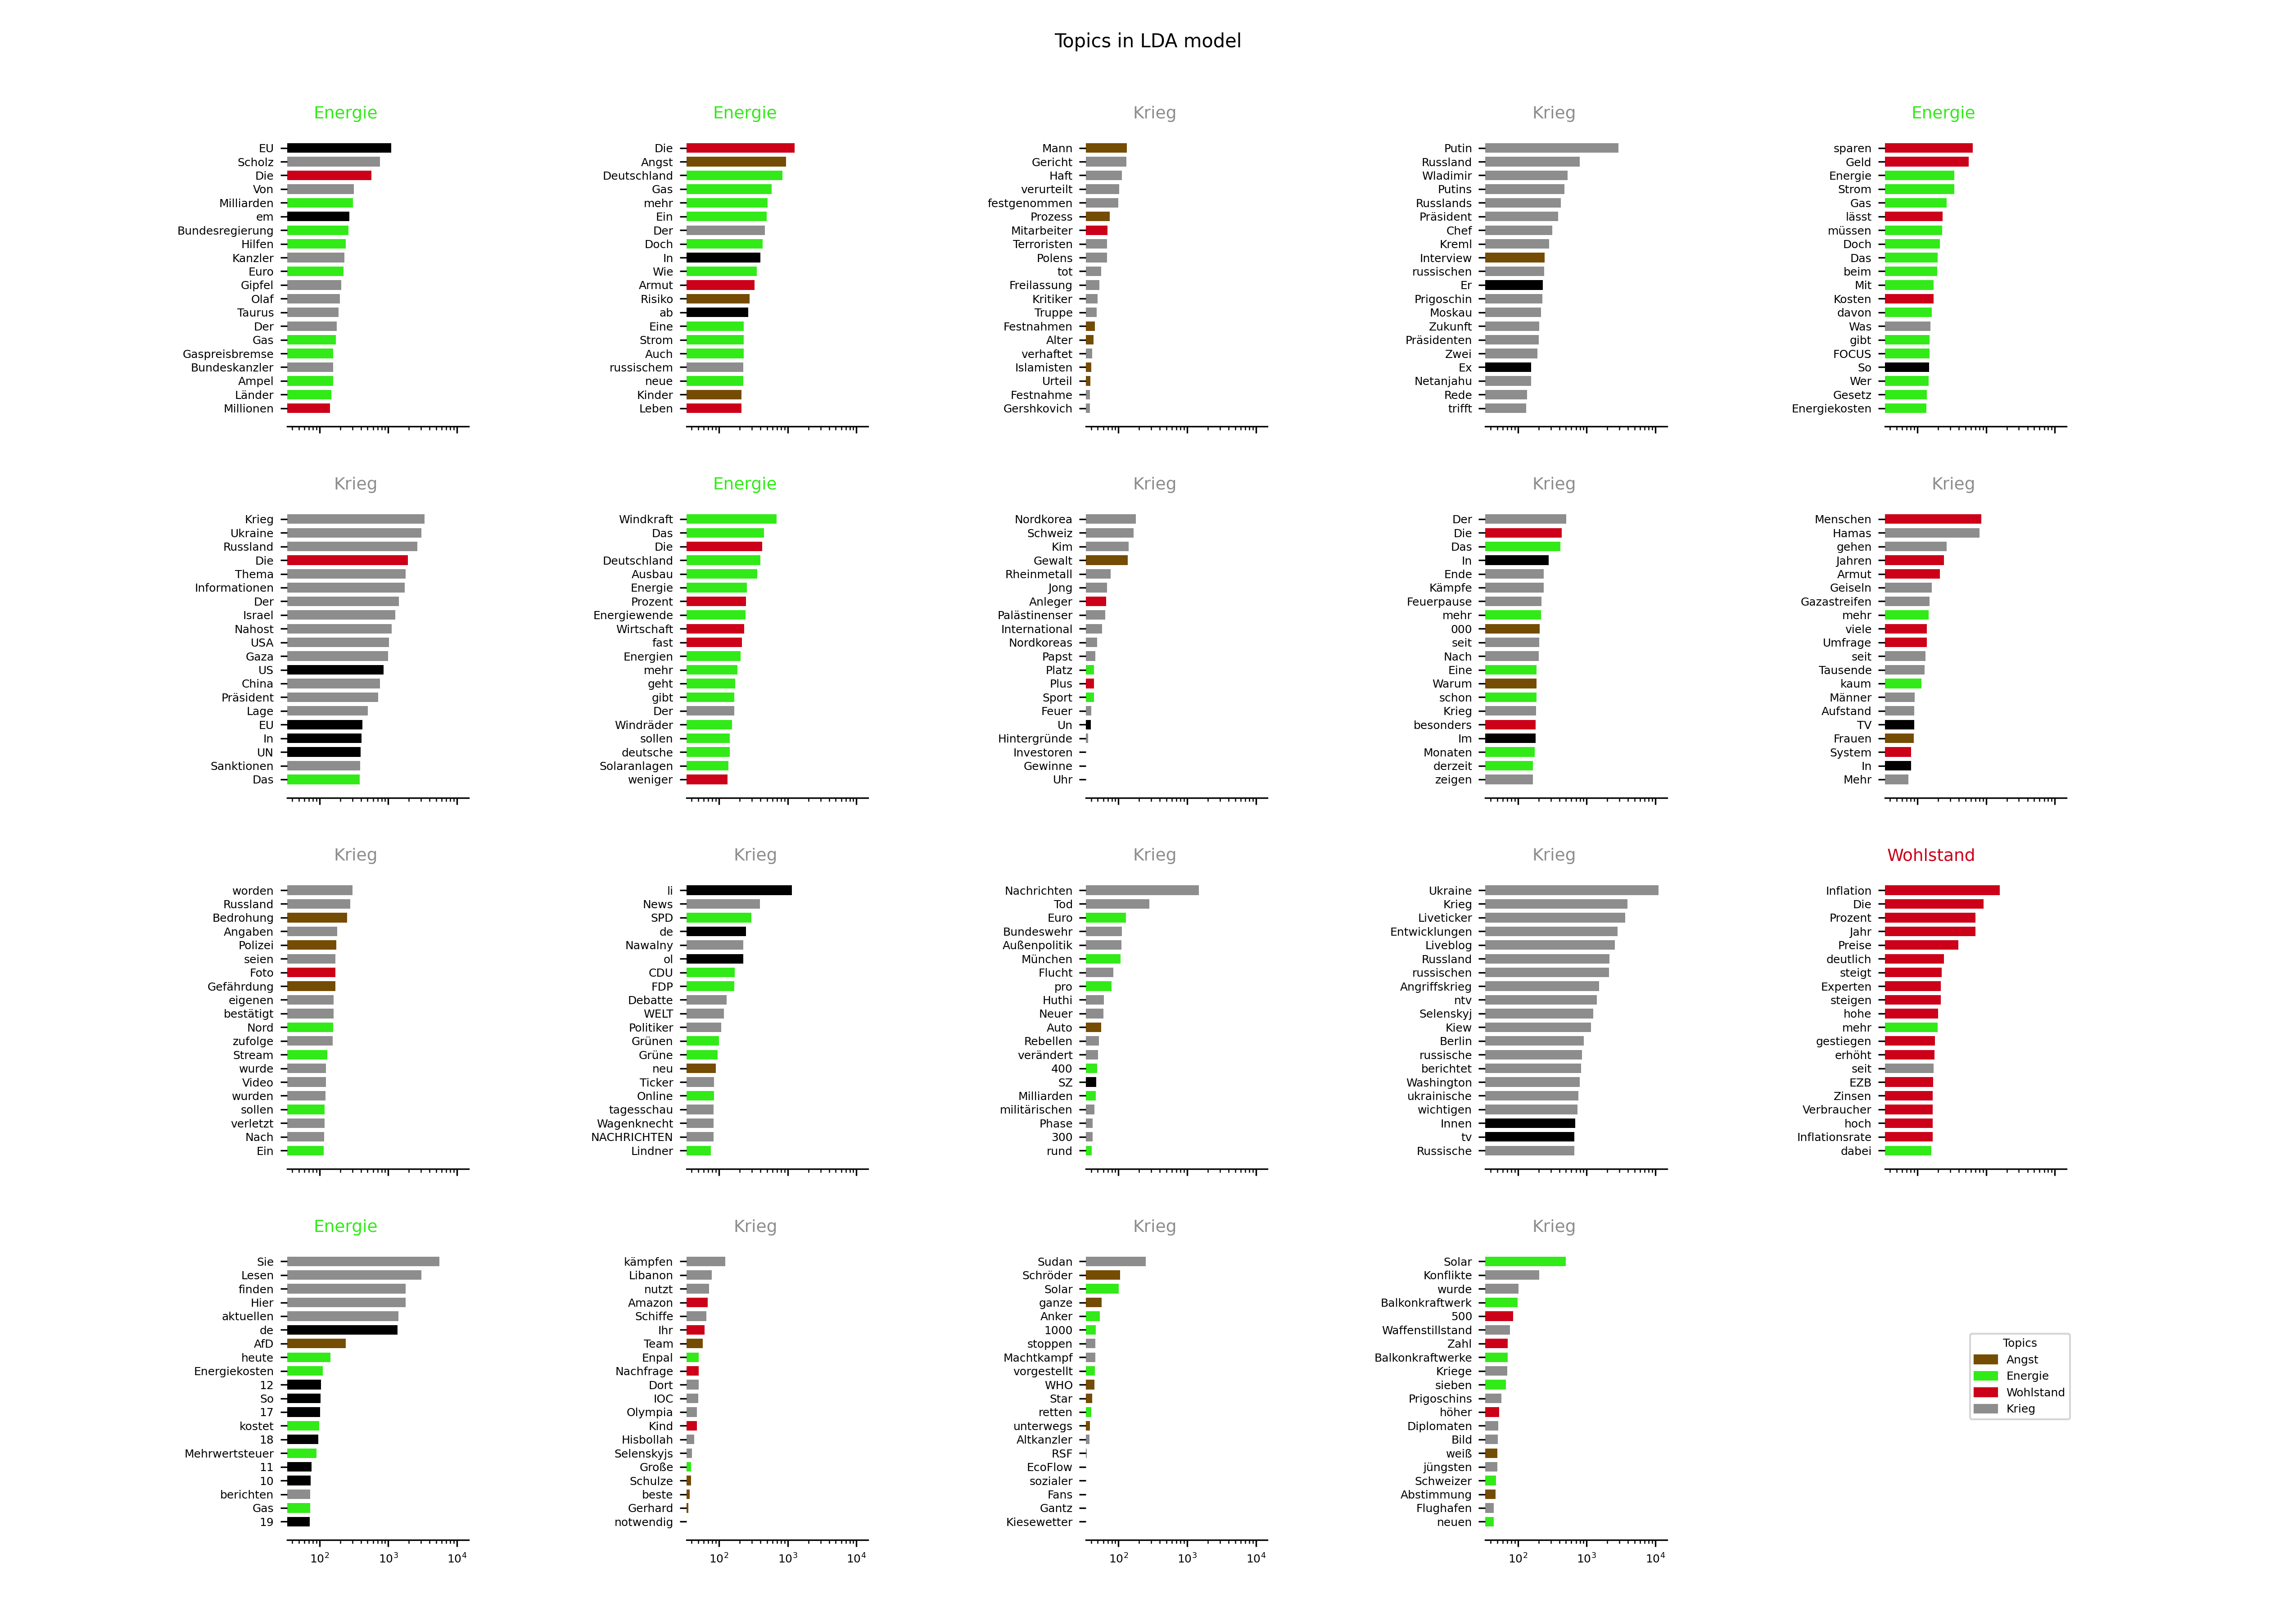 Topics in LDA model
Energie
EU
Scholz
Die
Von
Milliarden
em
Bundesregierung
Hilfen
Kanzler
Euro
Gipfel
Olaf
Taurus
Der
Gas
Gaspreisbremse
Bundeskanzler
Ampel
Länder
Millionen
Energie
Die
Angst
Deutschland
Gas
mehr
Ein
Der
Doch
In
Wie
Armut
Risiko
ab
Eine
Strom
Auch
russischem
neue
Kinder
Leben
Krieg
Mann
Gericht
Haft
verurteilt
festgenommen
Prozess
Mitarbeiter
Terroristen
Polens
tot
Freilassung
Kritiker
Truppe
Festnahmen
Alter
verhaftet
Islamisten
Urteil
Festnahme
Gershkovich
Krieg
Putin
Russland
Wladimir
Putins
Russlands
Präsident
Chef
Kreml
Interview
russischen
Er
Prigoschin
Moskau
Zukunft
Präsidenten
Zwei
Ex
Netanjahu
Rede
trifft
Energie
sparen
Geld
Energie
Strom
Gas
lässt
müssen
Doch
Das
beim
Mit
Kosten
davon
Was
gibt
FOCUS
So
Wer
Gesetz
Energiekosten
Krieg
Krieg
Ukraine
Russland
Die
Thema
Informationen
Der
Israel
Nahost
USA
Gaza
US
China
Präsident
Lage
EU
In
UN
Sanktionen
Das
Energie
Windkraft
Das
Die
Deutschland
Ausbau
Energie
Prozent
Energiewende
Wirtschaft
fast
Energien
mehr
geht
gibt
Der
Windräder
sollen
deutsche
Solaranlagen
weniger
Krieg
Nordkorea
Schweiz
Kim
Gewalt
Rheinmetall
Jong
Anleger
Palästinenser
International
Nordkoreas
Papst
Platz
Plus
Sport
Feuer
Un
Hintergründe
Investoren
Gewinne
Uhr
Krieg
Der
Die
Das
In
Ende
Kämpfe
Feuerpause
mehr
000
seit
Nach
Eine
Warum
schon
Krieg
besonders
Im
Monaten
derzeit
zeigen
Krieg
Menschen
Hamas
gehen
Jahren
Armut
Geiseln
Gazastreifen
mehr
viele
Umfrage
seit
Tausende
kaum
Männer
Aufstand
TV
Frauen
System
In
Mehr
Krieg
worden
Russland
Bedrohung
Angaben
Polizei
seien
Foto
Gefährdung
eigenen
bestätigt
Nord
zufolge
Stream
wurde
Video
wurden
sollen
verletzt
Nach
Ein
Krieg
li
News
SPD
de
Nawalny
ol
CDU
FDP
Debatte
WELT
Politiker
Grünen
Grüne
neu
Ticker
Online
tagesschau
Wagenknecht
NACHRICHTEN
Lindner
Krieg
Nachrichten
Tod
Euro
Bundeswehr
Außenpolitik
München
Flucht
pro
Huthi
Neuer
Auto
Rebellen
verändert
400
SZ
Milliarden
militärischen
Phase
300
rund
Krieg
Ukraine
Krieg
Liveticker
Entwicklungen
Liveblog
Russland
russischen
Angriffskrieg
ntv
Selenskyj
Kiew
Berlin
russische
berichtet
Washington
ukrainische
wichtigen
Innen
tv
Russische
Wohlstand
Inflation
Die
Prozent
Jahr
Preise
deutlich
steigt
Experten
steigen
hohe
mehr
gestiegen
erhöht
seit
EZB
Zinsen
Verbraucher
hoch
Inflationsrate
dabei
Energie
Sie
Lesen
finden
Hier
aktuellen
de
AfD
heute
Energiekosten
12
So
17
kostet
18
Mehrwertsteuer
11
10
berichten
Gas
19
10² 10³ 10⁴
Krieg
kämpfen
Libanon
nutzt
Amazon
Schiffe
Ihr
Team
Enpal
Nachfrage
Dort
IOC
Olympia
Kind
Hisbollah
Selenskyjs
Große
Schulze
beste
Gerhard
notwendig
10² 10³ 10⁴
Krieg
Sudan
Schröder
Solar
ganze
Anker
1000
stoppen
Machtkampf
vorgestellt
WHO
Star
retten
unterwegs
Altkanzler
RSF
EcoFlow
sozialer
Fans
Gantz
Kiesewetter
10² 10³ 10⁴
Krieg
Solar
Konflikte
wurde
Balkonkraftwerk
500
Waffenstillstand
Zahl
Balkonkraftwerke
Kriege
sieben
Prigoschins
höher
Diplomaten
Bild
weiß
jüngsten
Schweizer
Abstimmung
Flughafen
neuen
10² 10³ 10⁴
Topics
Angst
Energie
Wohlstand
Krieg